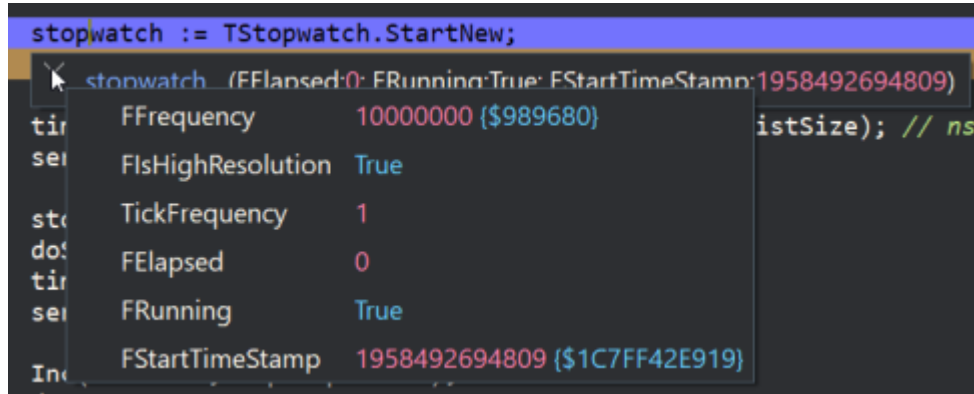 stopwatch := TStopwatch.StartNew;
stopwatch (FElapsed:0; FRunning:True; FStartTimeStamp:1958492694809)
FFrequency 10000000 {$989680}
istSize); // ns
FIsHighResolution True
TickFrequency 1
FElapsed 0
FRunning True
FStartTimeStamp 1958492694809 {$1C7FF42E919}